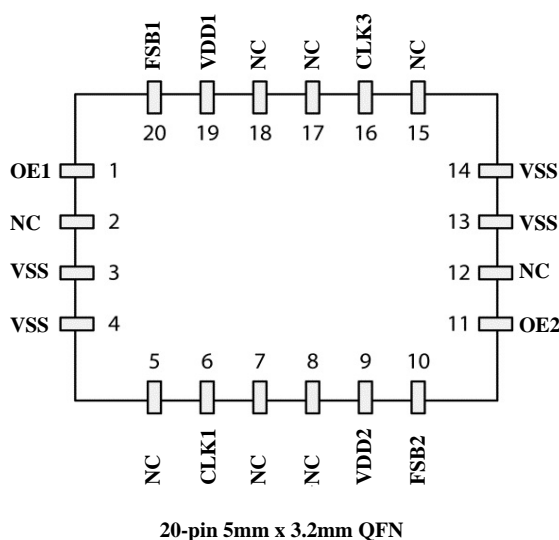 FSB1 VDD1 NC NC CLK3 NC
20 19 18 17 16 15
OE1 1 14 VSS
NC 2 13 VSS
VSS 3 12 NC
VSS 4 11 OE2
5 6 7 8 9 10
NC CLK1 NC NC VDD2 FSB2
20-pin 5mm x 3.2mm QFN